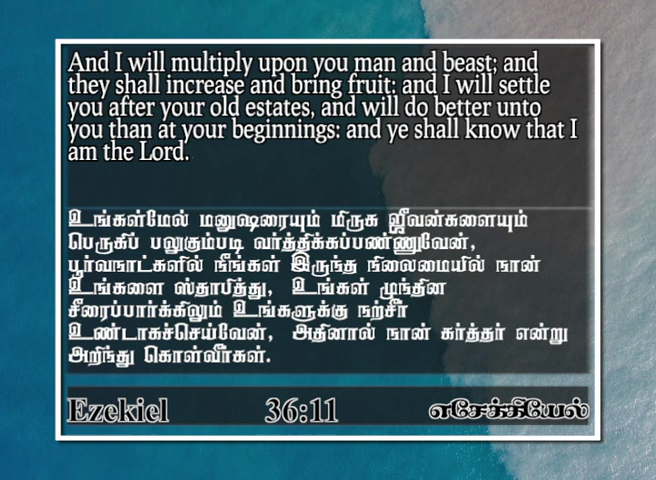 And I will multiply upon you man and beast; and
they shall increase and bring fruit: and I will settle
you after your old estates, and will do better unto
you than at your beginnings: and ye shall know that I
am the Lord.
உங்கள்மேல் மனுஷரையும் மிருக ஜீவன்களையும்
பெருகிப் பலுகும்படி வர்த்திக்கப்பண்ணுவேன்,
பூர்வநாட்களில் நீங்கள் இருந்த நிலைமையில் நான்
உங்களை ஸ்தாபித்து, உங்கள் முந்தின
சீரைப்பார்க்கிலும் உங்களுக்கு நற்சீர்
உண்டாகச்செய்வேன், அதினால் நான் கர்த்தர் என்று
அறிந்து கொள்வீர்கள்.
Ezekiel 36:11 எசேக்கியேல்